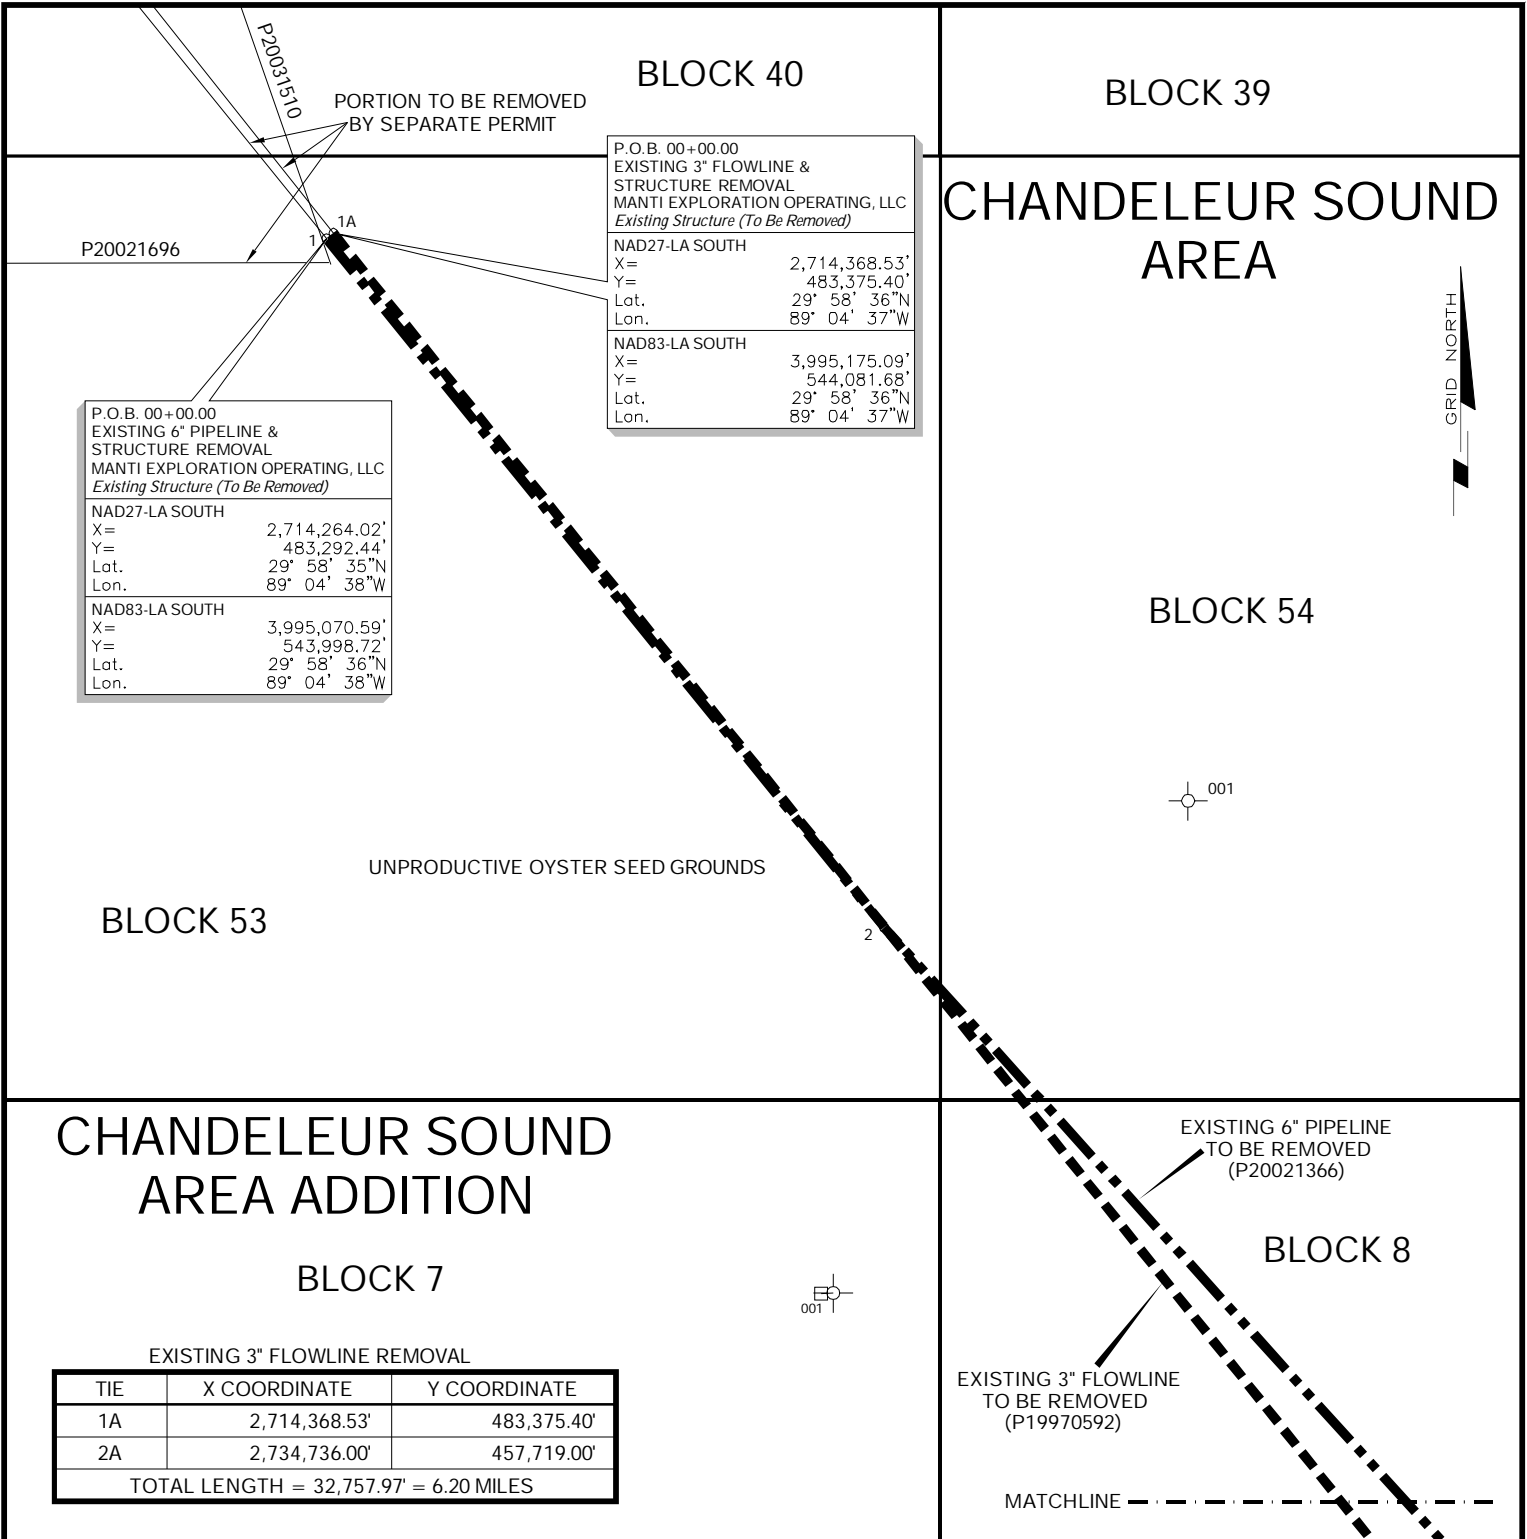 P20031510
BLOCK 40
BLOCK 39
PORTION TO BE REMOVED
BY SEPARATE PERMIT
P.O.B. 00+00.00
EXISTING 3" FLOWLINE &
STRUCTURE REMOVAL
MANTI EXPLORATION OPERATING, LLC
Existing Structure (To Be Removed)
NAD27-LA SOUTH
X= 2,714,368.53'
Y= 483,375.40'
Lat. 29° 58' 36"N
Lon. 89° 04' 37"W
NAD83-LA SOUTH
X= 3,995,175.09'
Y= 544,081.68'
Lat. 29° 58' 36"N
Lon. 89° 04' 37"W
CHANDELEUR SOUND
AREA
1A
1
P20021696
GRID NORTH
P.O.B. 00+00.00
EXISTING 6" PIPELINE &
STRUCTURE REMOVAL
MANTI EXPLORATION OPERATING, LLC
Existing Structure (To Be Removed)
NAD27-LA SOUTH
X= 2,714,264.02'
Y= 483,292.44'
Lat. 29° 58' 35"N
Lon. 89° 04' 38"W
NAD83-LA SOUTH
X= 3,995,070.59'
Y= 543,998.72'
Lat. 29° 58' 36"N
Lon. 89° 04' 38"W
BLOCK 54
001
UNPRODUCTIVE OYSTER SEED GROUNDS
BLOCK 53
2
CHANDELEUR SOUND
AREA ADDITION
EXISTING 6" PIPELINE
TO BE REMOVED
(P20021366)
BLOCK 8
BLOCK 7
001
EXISTING 3" FLOWLINE REMOVAL
TIE X COORDINATE Y COORDINATE
1A 2,714,368.53' 483,375.40'
2A 2,734,736.00' 457,719.00'
TOTAL LENGTH = 32,757.97' = 6.20 MILES
EXISTING 3" FLOWLINE
TO BE REMOVED
(P19970592)
MATCHLINE